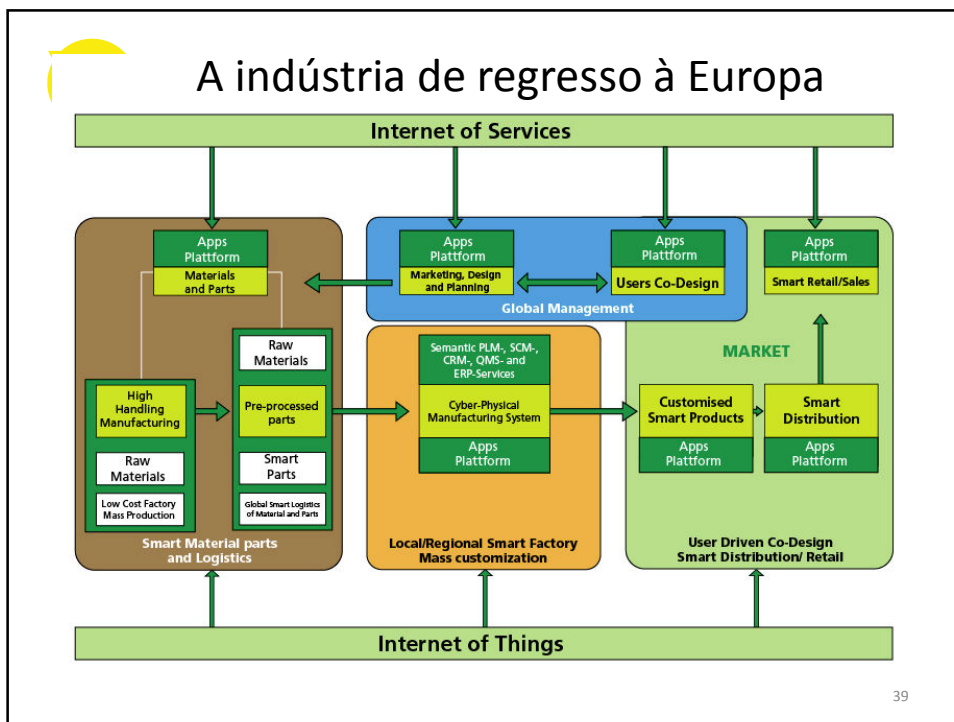 A indústria de regresso à Europa
Internet of Services
Apps
Plattform
Materials
and Parts
Apps
Plattform
Marketing, Design
and Planning
Apps
Plattform
Users Co-Design
Global Management
Apps
Plattform
Smart Retail/Sales
High
Handling
Manufacturing
Raw
Materials
Low Cost Factory
Mass Production
Raw
Materials
Pre-processed
parts
Smart
Parts
Global Smart Logistics
of Material and Parts
Smart Material parts
and Logistics
Semantic PLM-, SCM-,
CRM-, QMS- and
ERP-Services
Cyber-Physical
Manufacturing System
Apps
Plattform
Local/Regional Smart Factory
Mass customization
MARKET
Customised
Smart Products
Apps
Plattform
Smart
Distribution
Apps
Plattform
User Driven Co-Design
Smart Distribution/ Retail
Internet of Things
39